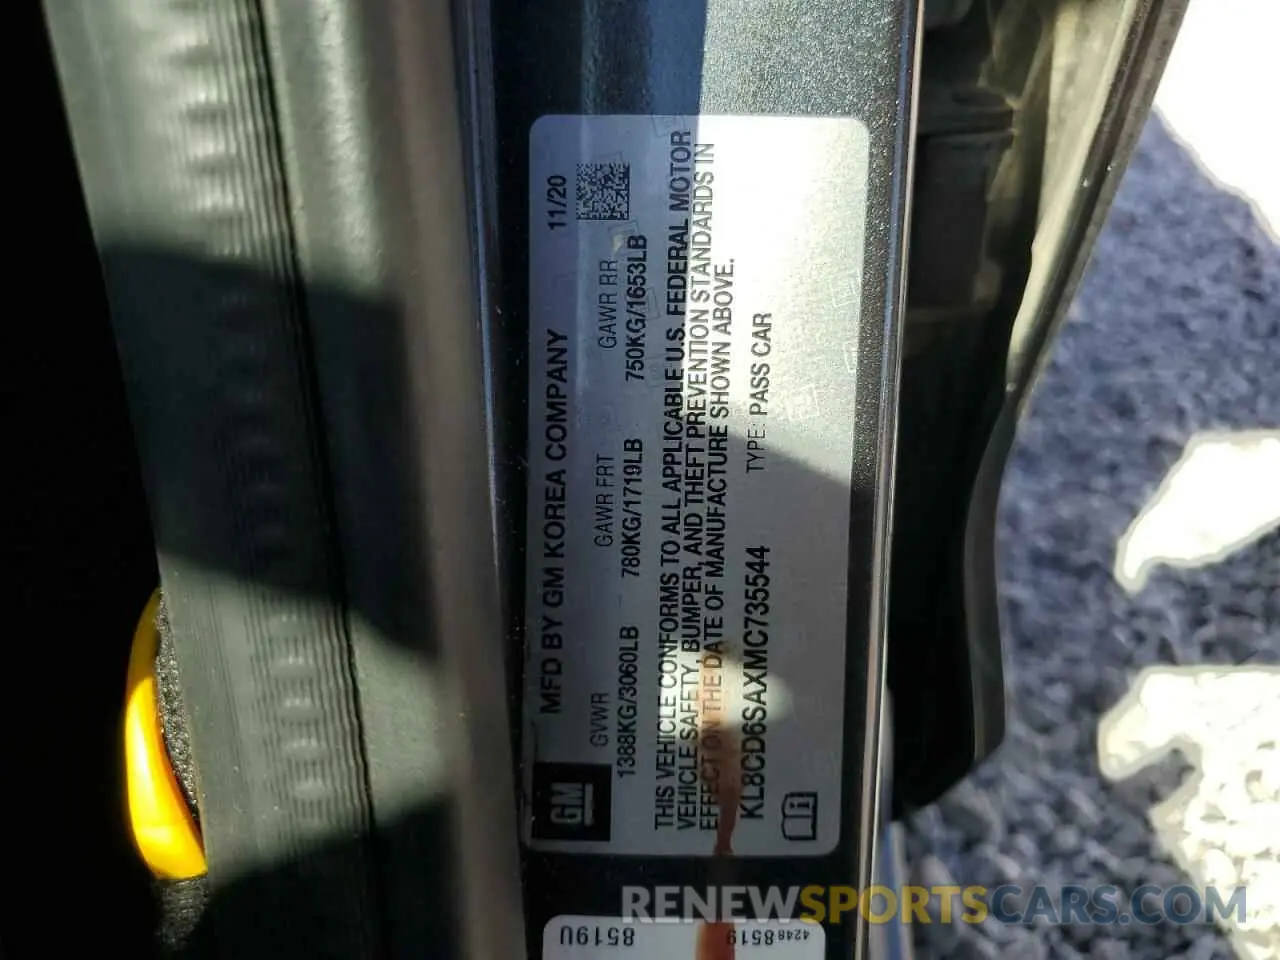 MFD BY GM KOREA COMPANY 11/20
GVWR GAWR FRT GAWR RR
1388KG/3060LB 780KG/1719LB 750KG/1653LB
THIS VEHICLE CONFORMS TO ALL APPLICABLE U.S. FEDERAL MOTOR
VEHICLE SAFETY, BUMPER, AND THEFT PREVENTION STANDARDS IN
EFFECT ON THE DATE OF MANUFACTURE SHOWN ABOVE.
KL8CD6SAXMC735544 TYPE: PASS CAR
GM
8519U
42488519
RENEWSPORTSCARS.COM